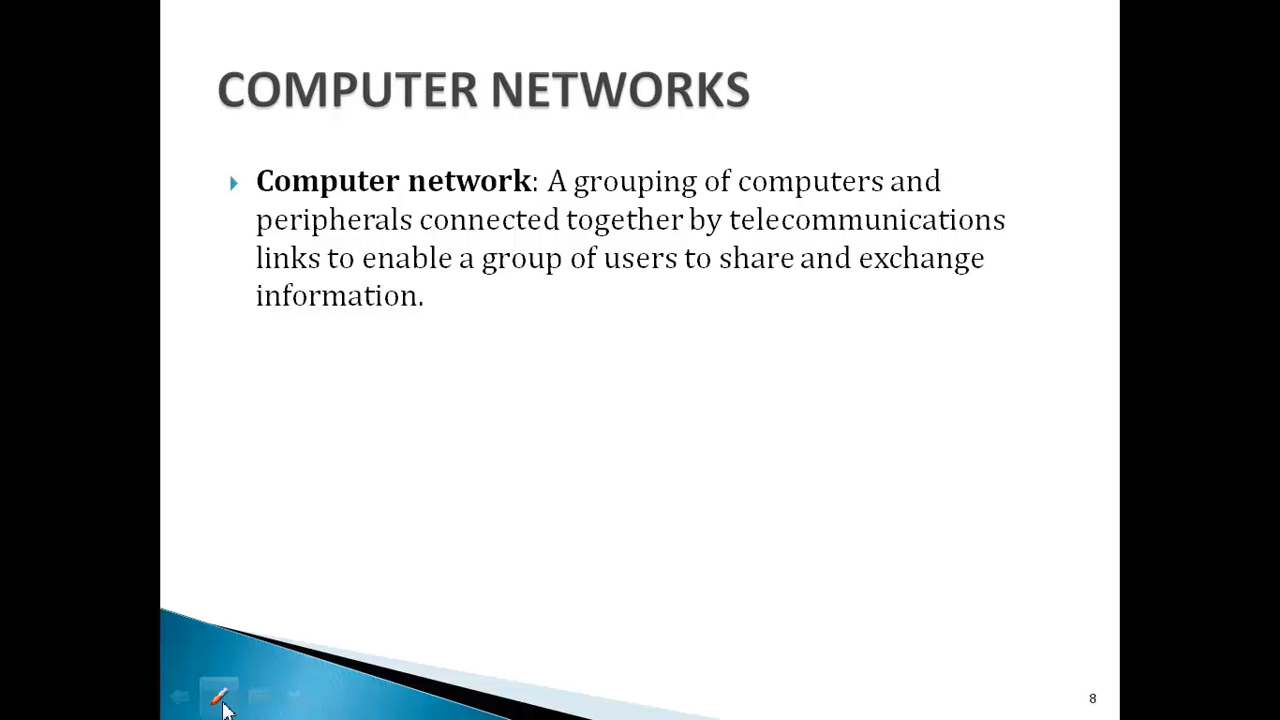 COMPUTER NETWORKS
Computer network: A grouping of computers and
peripherals connected together by telecommunications
links to enable a group of users to share and exchange
information.
8